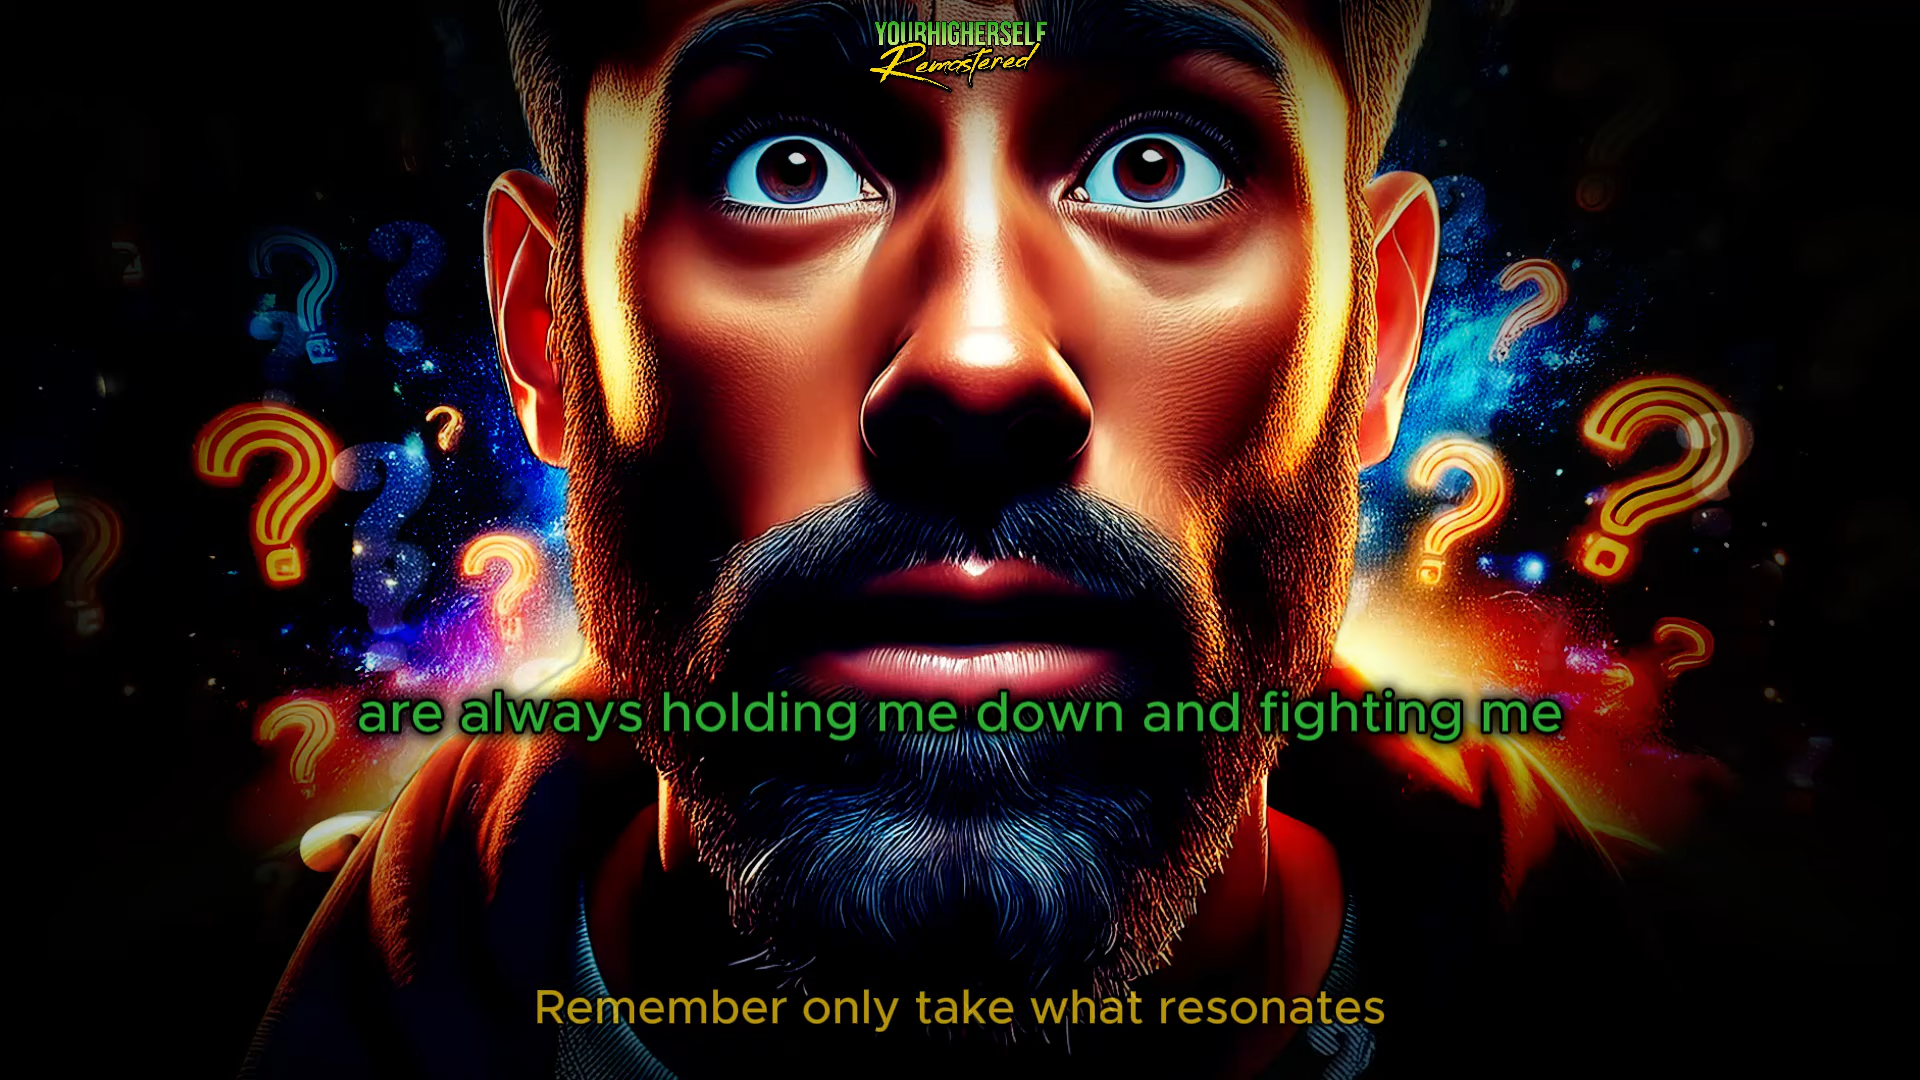 YOURHIGHERSELF
Remastered
are always holding me down and fighting me
Remember only take what resonates